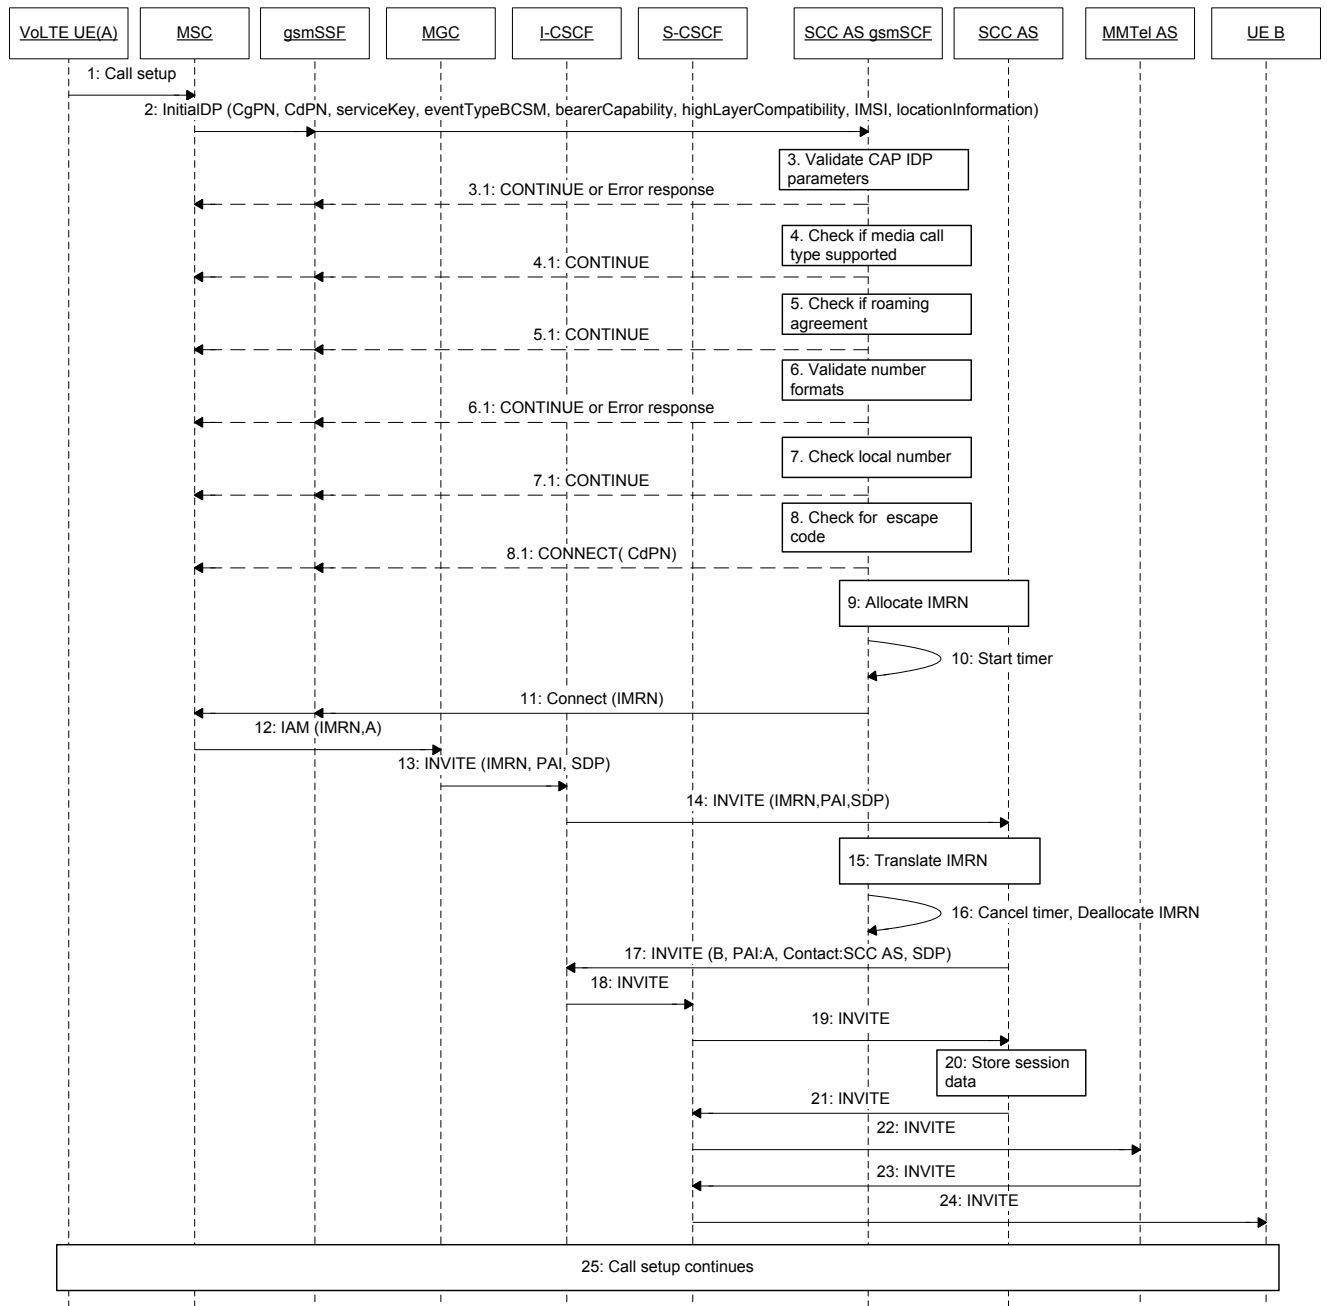 VoLTE UE(A)
MSC
gsmSSF
MGC
I-CSCF
S-CSCF
SCC AS gsmSCF
SCC AS
MMTel AS
UE B
1: Call setup
2: InitialDP (CgPN, CdPN, serviceKey, eventTypeBCSM, bearerCapability, highLayerCompatibility, IMSI, locationInformation)
3. Validate CAP IDP
parameters
3.1: CONTINUE or Error response
4. Check if media call
type supported
4.1: CONTINUE
5. Check if roaming
agreement
5.1: CONTINUE
6. Validate number
formats
6.1: CONTINUE or Error response
7. Check local number
7.1: CONTINUE
8. Check for  escape
code
8.1: CONNECT( CdPN)
9: Allocate IMRN
10: Start timer
11: Connect (IMRN)
12: IAM (IMRN,A)
13: INVITE (IMRN, PAI, SDP)
14: INVITE (IMRN,PAI,SDP)
15: Translate IMRN
16: Cancel timer, Deallocate IMRN
17: INVITE (B, PAI:A, Contact:SCC AS, SDP)
18: INVITE
19: INVITE
20: Store session
data
21: INVITE
22: INVITE
23: INVITE
24: INVITE
25: Call setup continues